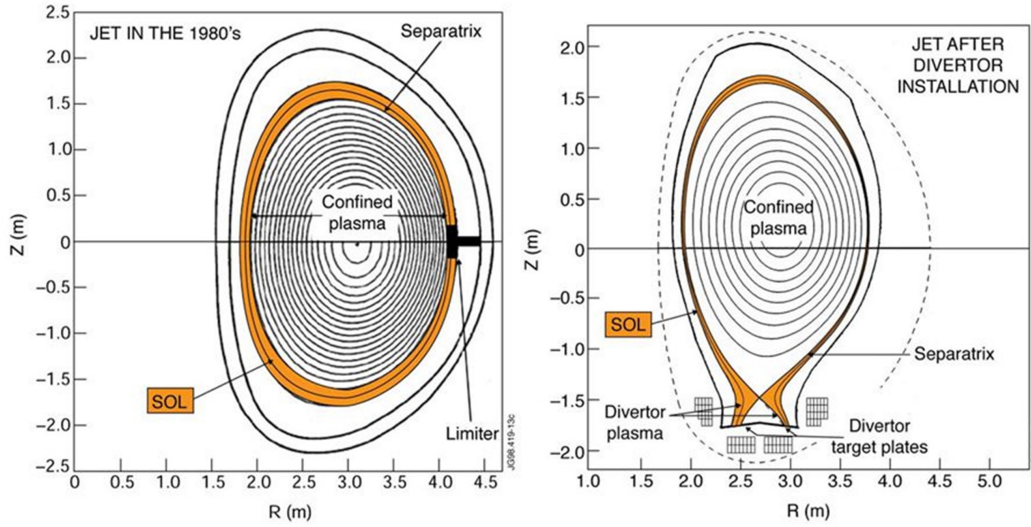 JET IN THE 1980's
Separatrix
2.5
2.0
1.5
1.0
0.5
0
−0.5
−1.0
−1.5
−2.0
−2.5
Z (m)
Confined
plasma
SOL
Limiter
JG98.419-13c
0
0.5
1.0
1.5
2.0
2.5
3.0
3.5
4.0
4.5
R (m)
JET AFTER
DIVERTOR
INSTALLATION
2.0
1.5
1.0
0.5
0
−0.5
−1.0
−1.5
−2.0
Z (m)
Confined
plasma
SOL
Separatrix
Divertor
plasma
Divertor
target plates
1.0
1.5
2.0
2.5
3.0
3.5
4.0
5.0
R (m)